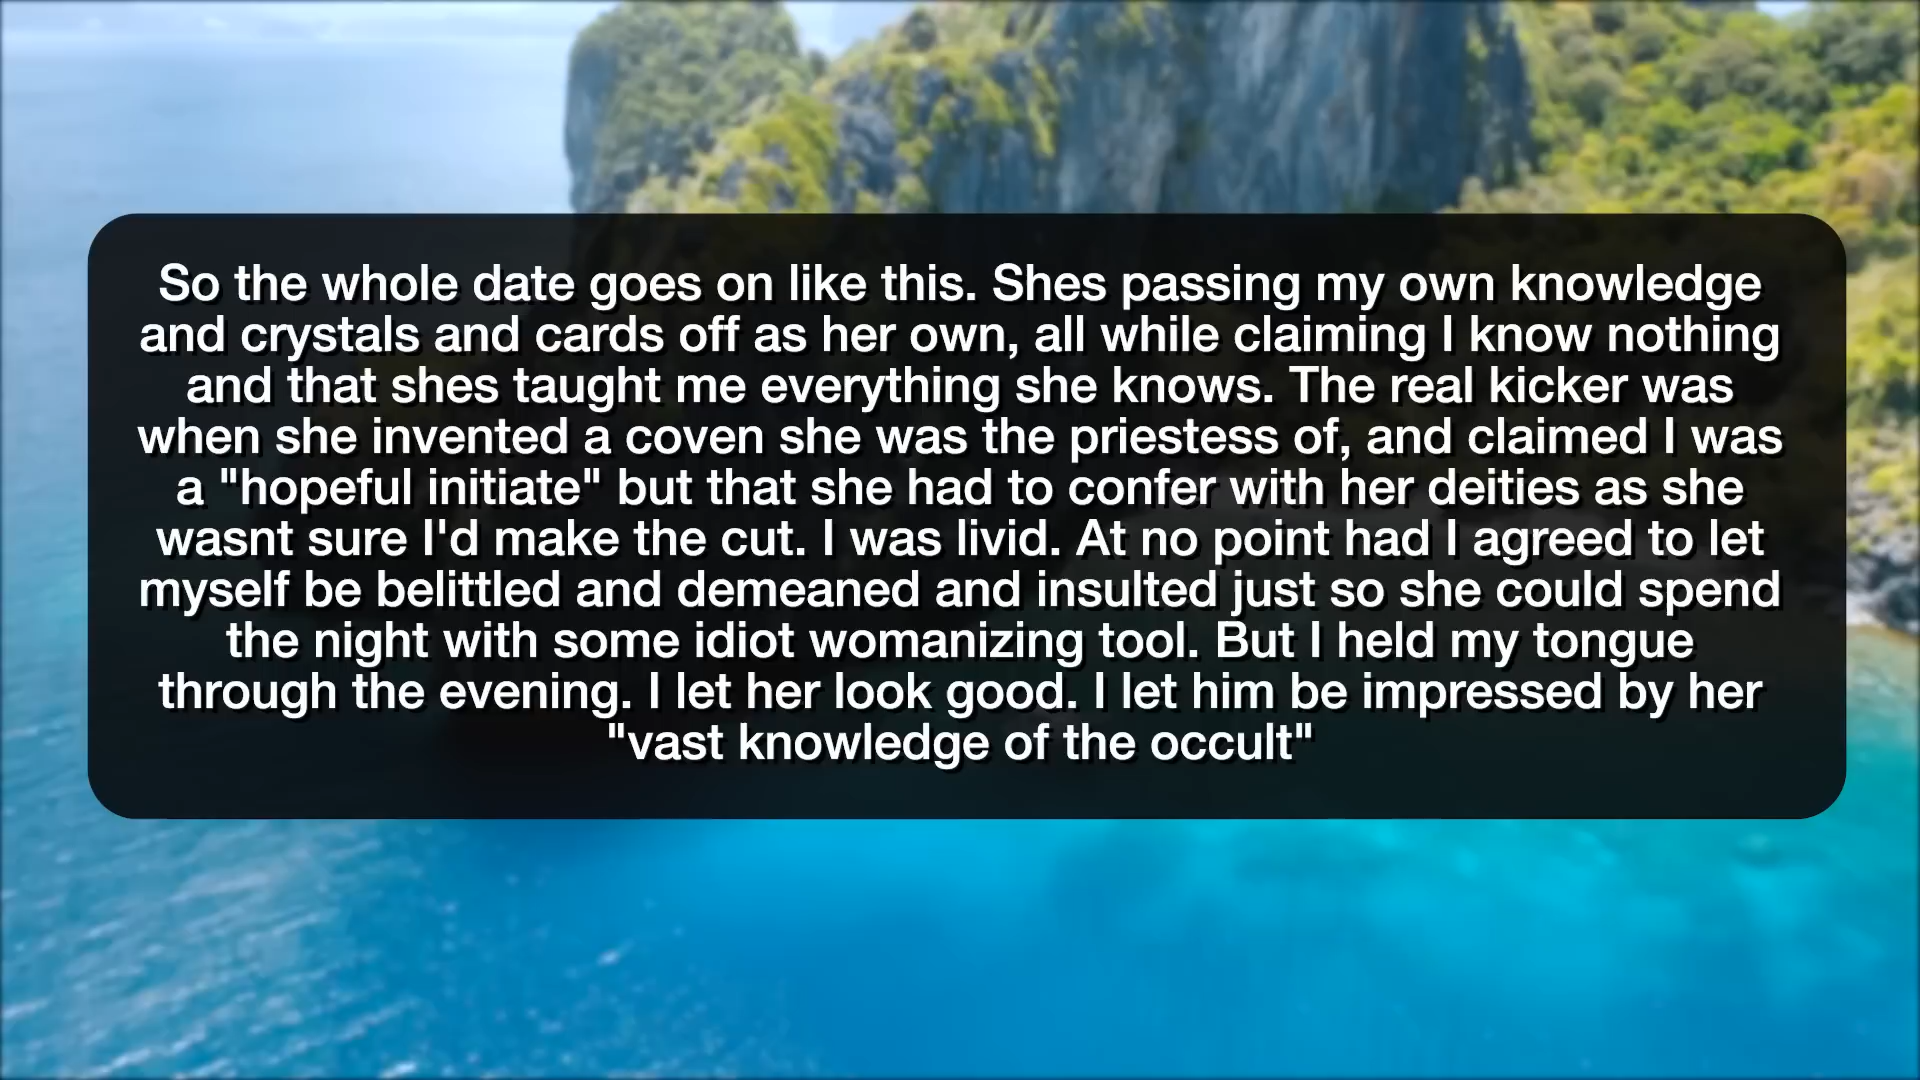 So the whole date goes on like this. Shes passing my own knowledge
and crystals and cards off as her own, all while claiming I know nothing
and that shes taught me everything she knows. The real kicker was
when she invented a coven she was the priestess of, and claimed I was
a "hopeful initiate" but that she had to confer with her deities as she
wasnt sure I'd make the cut. I was livid. At no point had I agreed to let
myself be belittled and demeaned and insulted just so she could spend
the night with some idiot womanizing tool. But I held my tongue
through the evening. I let her look good. I let him be impressed by her
"vast knowledge of the occult"